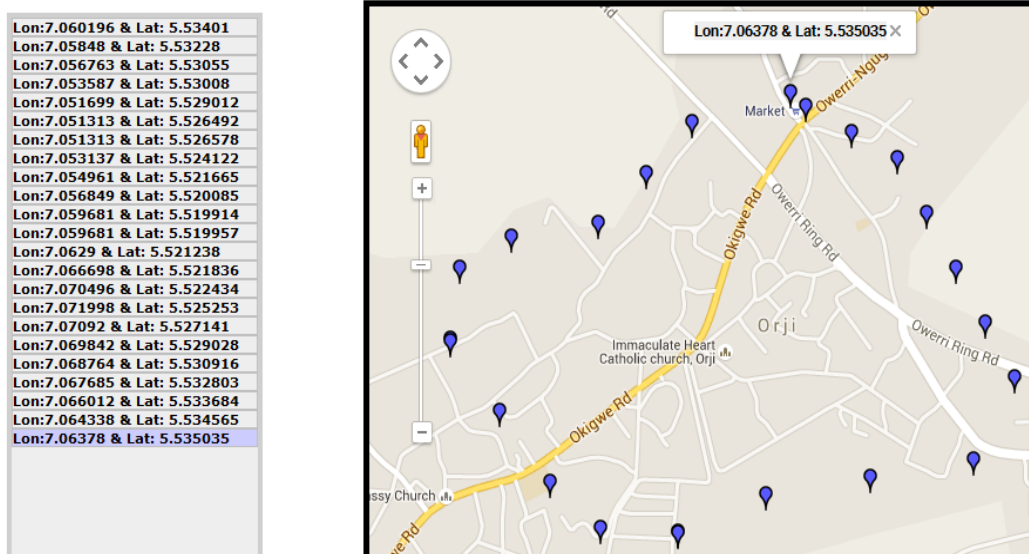 Lon:7.060196 & Lat: 5.53401
Lon:7.05848 & Lat: 5.53228
Lon:7.056763 & Lat: 5.53055
Lon:7.053587 & Lat: 5.53008
Lon:7.051699 & Lat: 5.529012
Lon:7.051313 & Lat: 5.526492
Lon:7.051313 & Lat: 5.526578
Lon:7.053137 & Lat: 5.524122
Lon:7.054961 & Lat: 5.521665
Lon:7.056849 & Lat: 5.520085
Lon:7.059681 & Lat: 5.519914
Lon:7.059681 & Lat: 5.519957
Lon:7.0629 & Lat: 5.521238
Lon:7.066698 & Lat: 5.521836
Lon:7.070496 & Lat: 5.522434
Lon:7.071998 & Lat: 5.525253
Lon:7.07092 & Lat: 5.527141
Lon:7.069842 & Lat: 5.529028
Lon:7.068764 & Lat: 5.530916
Lon:7.067685 & Lat: 5.532803
Lon:7.066012 & Lat: 5.533684
Lon:7.064338 & Lat: 5.534565
Lon:7.06378 & Lat: 5.535035
Lon:7.06378 & Lat: 5.535035
Rd
Owerri-Nugu
Market
Owerri Ring Rd
Okigwe Rd
Orji
Owerri Ring Rd
Immaculate Heart
Catholic church, Orji
Okigwe Rd
ssy Church
we Rd